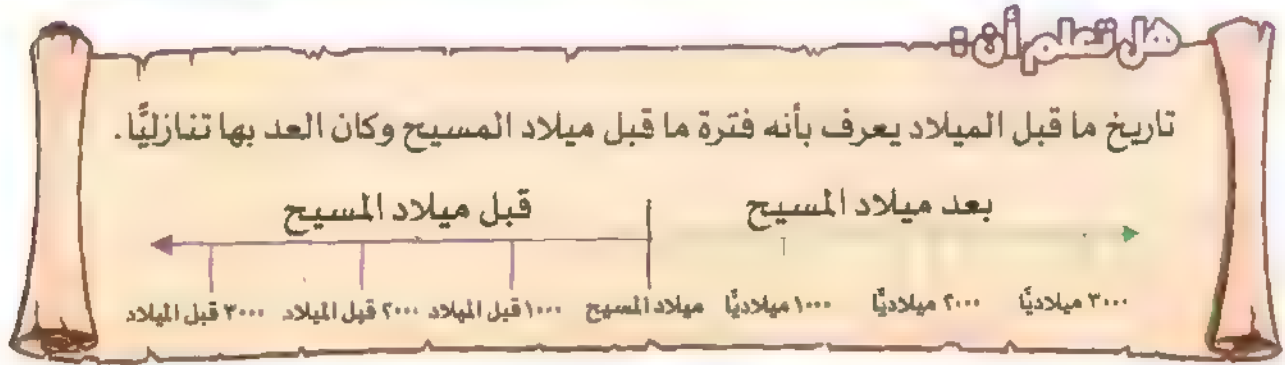 هل تعلم أن :
تاريخ ما قبل الميلاد يعرف بأنه فترة ما قبل ميلاد المسيح وكان العد بها تنازليًّا.
بعد ميلاد المسيح قبل ميلاد المسيح
٣٠٠٠ ميلاديًّا ٢٠٠٠ ميلاديًّا ١٠٠٠ ميلاديًّا ميلاد المسيح ١٠٠٠ قبل الميلاد ٢٠٠٠ قبل الميلاد ٣٠٠٠ قبل الميلاد